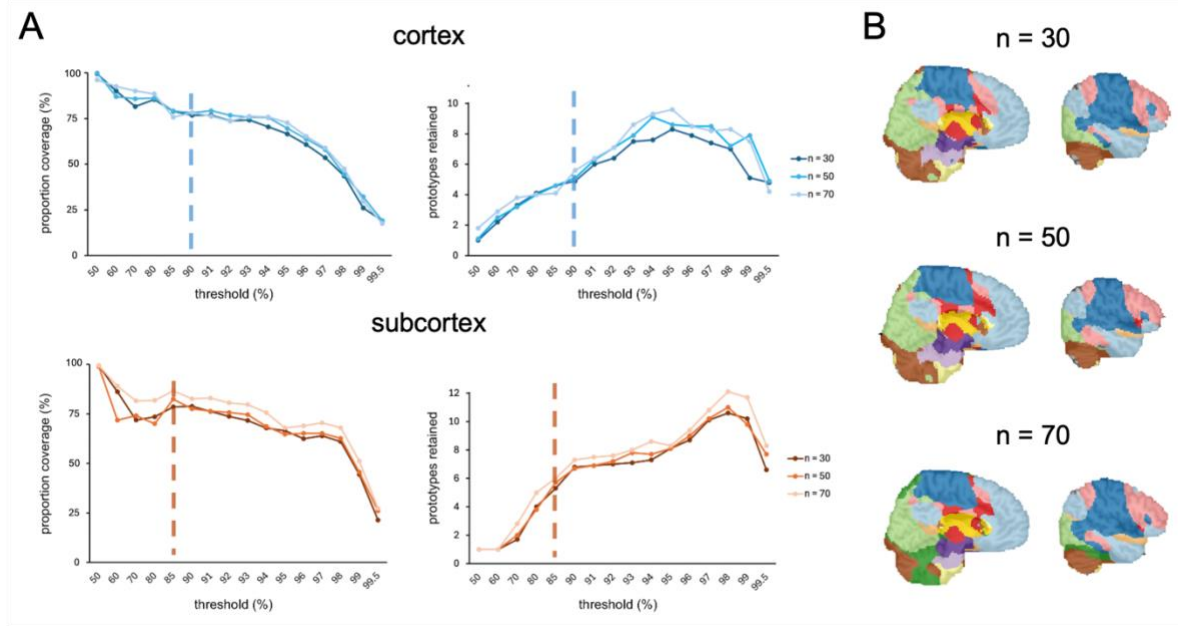 A
cortex
proportion coverage (%)
100
75
50
25
0
50 60 70 80 85 90 91 92 93 94 95 96 97 98 99 99.5
threshold (%)
prototypes retained
10
8
6
4
2
0
50 60 70 80 85 90 91 92 93 94 95 96 97 98 99 99.5
threshold (%)
n = 30
n = 50
n = 70
subcortex
proportion coverage (%)
100
75
50
25
0
50 60 70 80 85 90 91 92 93 94 95 96 97 98 99 99.5
threshold (%)
prototypes retained
12
10
8
6
4
2
0
50 60 70 80 85 90 91 92 93 94 95 96 97 98 99 99.5
threshold (%)
n = 30
n = 50
n = 70
B
n = 30
n = 50
n = 70